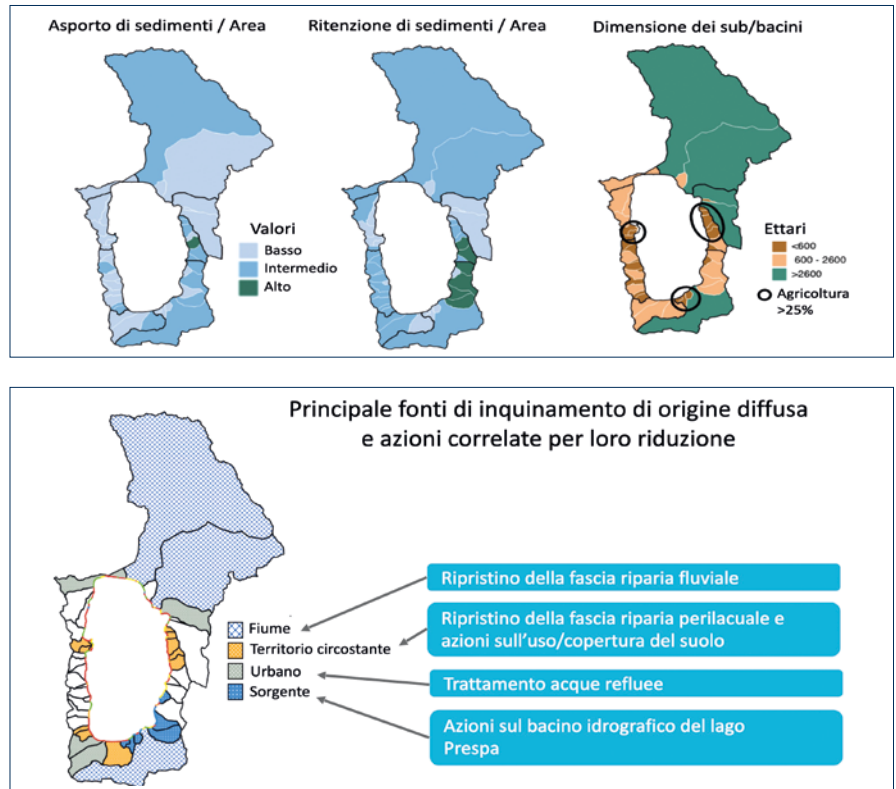 Asporto di sedimenti / Area
Ritenzione di sedimenti / Area
Dimensione dei sub/bacini
Valori
Basso
Intermedio
Alto
Ettari
<600
600 - 2600
>2600
Agricoltura
>25%
Principale fonti di inquinamento di origine diffusa
e azioni correlate per loro riduzione
Fiume
Territorio circostante
Urbano
Sorgente
Ripristino della fascia riparia fluviale
Ripristino della fascia riparia perilacuale e
azioni sull'uso/copertura del suolo
Trattamento acque refluee
Azioni sul bacino idrografico del lago
Prespa